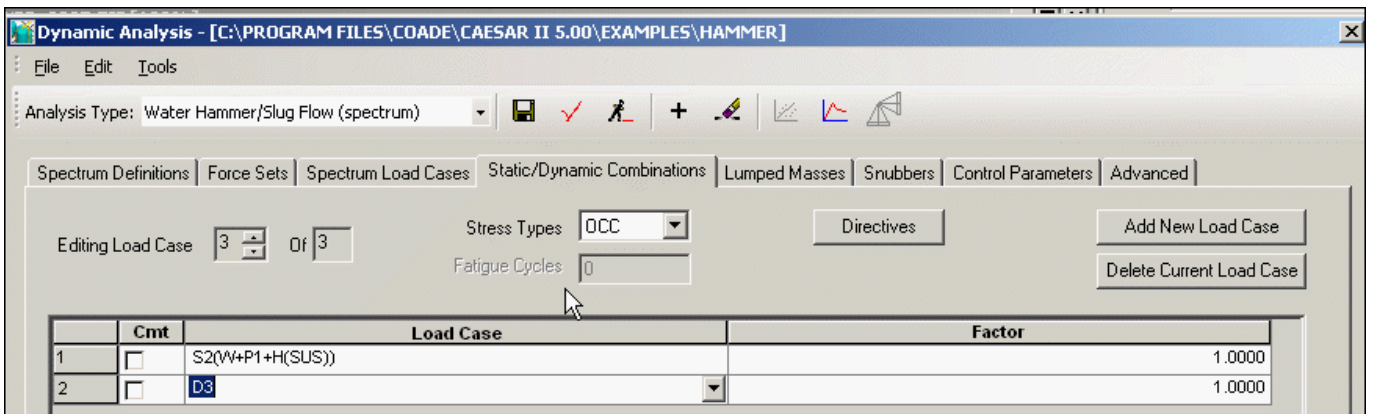 Dynamic Analysis - [C:\PROGRAM FILES\COADE\CAESAR II 5.00\EXAMPLES\HAMMER]
File Edit Tools
Analysis Type: Water Hammer/Slug Flow (spectrum)
Spectrum Definitions Force Sets Spectrum Load Cases Static/Dynamic Combinations Lumped Masses Snubbers Control Parameters Advanced
Editing Load Case 3 Of 3 Stress Types OCC Directives Add New Load Case
Fatigue Cycles 0 Delete Current Load Case
Cmt Load Case Factor
1 S2(W+P1+H(SUS)) 1.0000
2 D3 1.0000